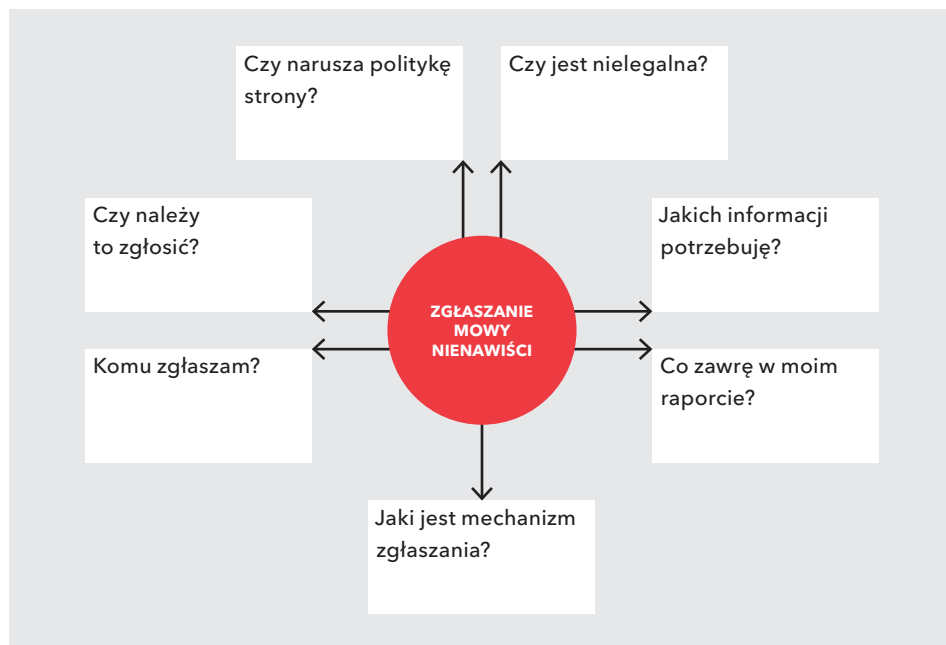 Czy narusza politykę
strony?
Czy jest nielegalna?
Czy należy
to zgłosić?
Jakich informacji
potrzebuję?
ZGŁASZANIE
MOWY
NIENAWIŚCI
Komu zgłaszam?
Co zawrę w moim
raporcie?
Jaki jest mechanizm
zgłaszania?